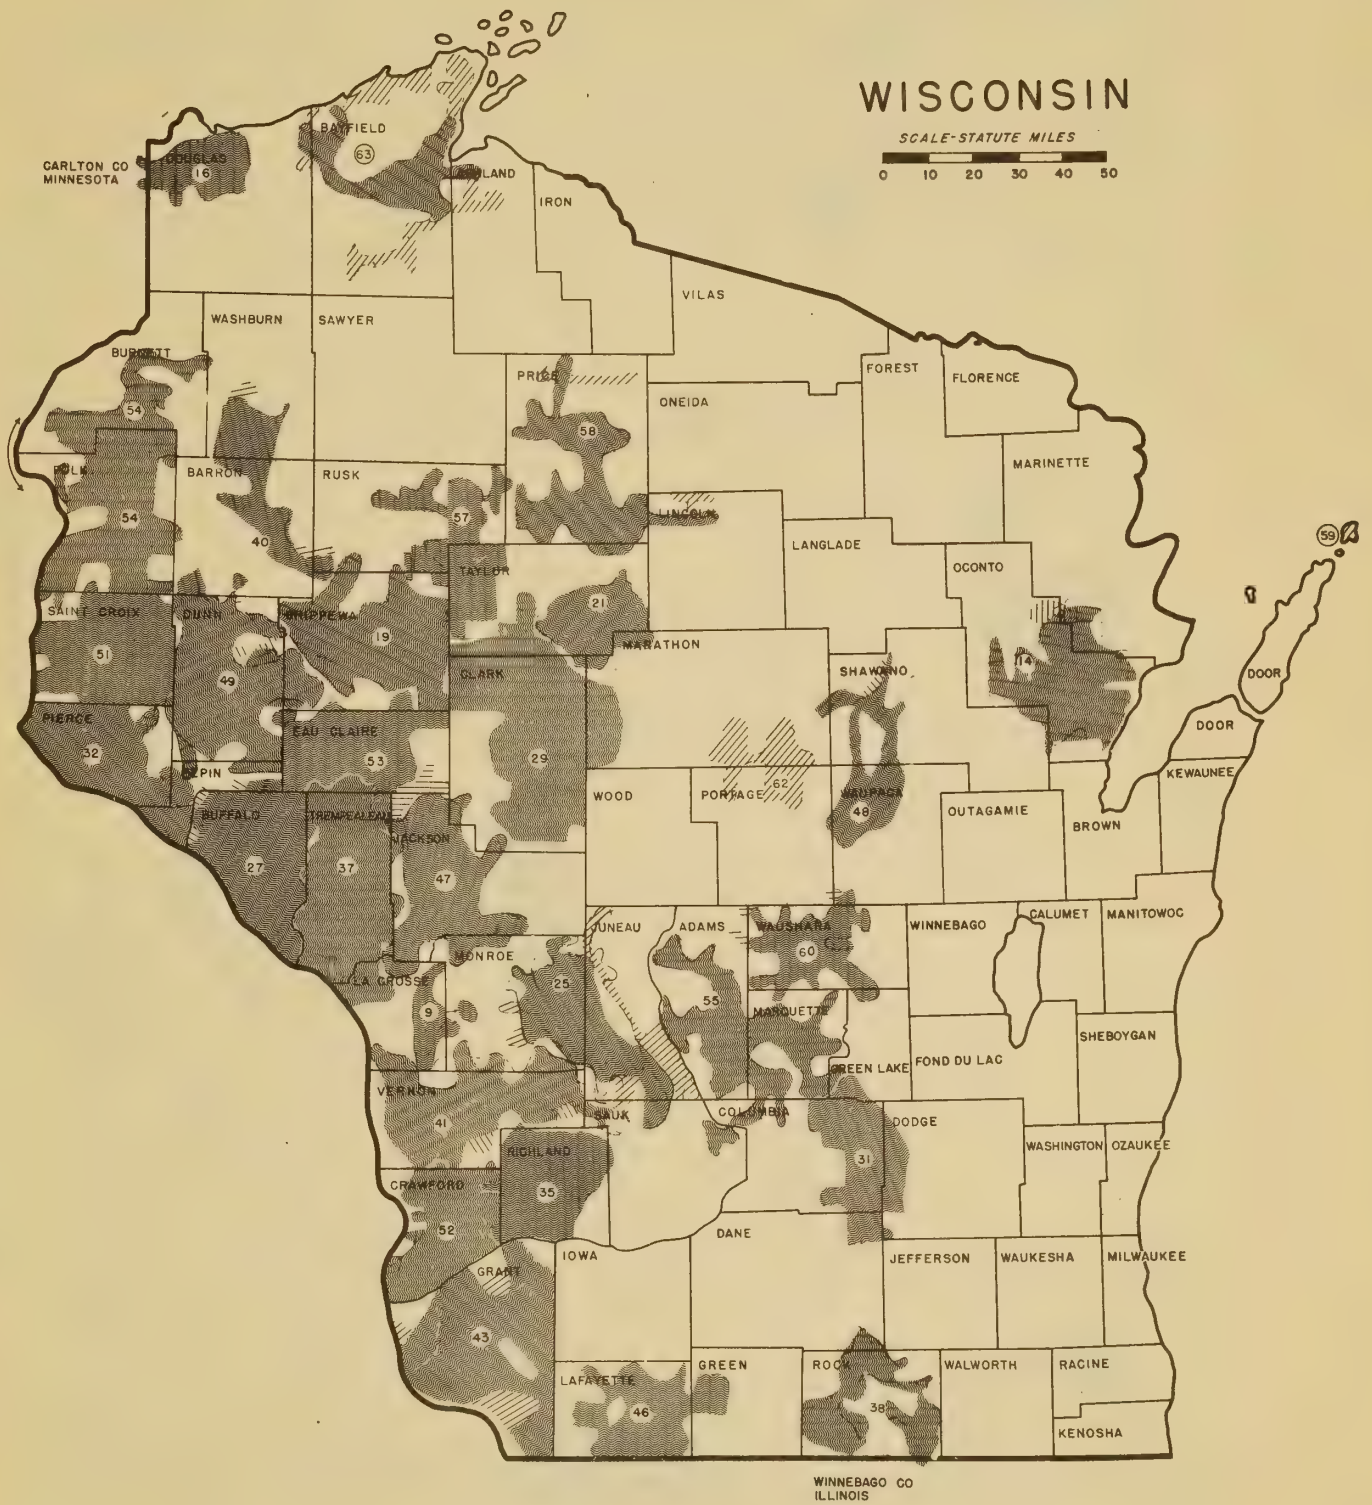 WISCONSIN
SCALE-STATUTE MILES
0 10 20 30 40 50
BAYFIELD
63
CARLTON CO
MINNESOTA
DOUGLAS
16
ASHLAND
IRON
VILAS
WASHBURN
SAWYER
BURNETT
54
PRICE
58
ONEIDA
FOREST
FLORENCE
MARINETTE
POLK
54
BARRON
40
RUSK
57
LINCOLN
LANGLADE
OCONTO
14
59
DOOR
DOOR
TAYLOR
21
SAINT CROIX
51
DUNN
49
CHIPPEWA
19
MARATHON
CLARK
29
SHAWANO
PIERCE
32
EAU CLAIRE
53
PEPIN
KEWAUNEE
WOOD
PORTAGE
62
WAUPACA
48
OUTAGAMIE
BROWN
BUFFALO
27
TREMPEALEAU
37
JACKSON
47
JUNEAU
ADAMS
55
WAUSHARA
60
WINNEBAGO
CALUMET
MANITOWOC
MONROE
25
LA CROSSE
9
MARQUETTE
GREEN LAKE
FOND DU LAC
SHEBOYGAN
VERNON
41
SAUK
COLUMBIA
31
DODGE
WASHINGTON
OZAUKEE
RICHLAND
35
CRAWFORD
52
DANE
IOWA
JEFFERSON
WAUKESHA
MILWAUKEE
GRANT
43
LAFAYETTE
46
GREEN
ROCK
38
WALWORTH
RACINE
KENOSHA
WINNEBAGO CO
ILLINOIS